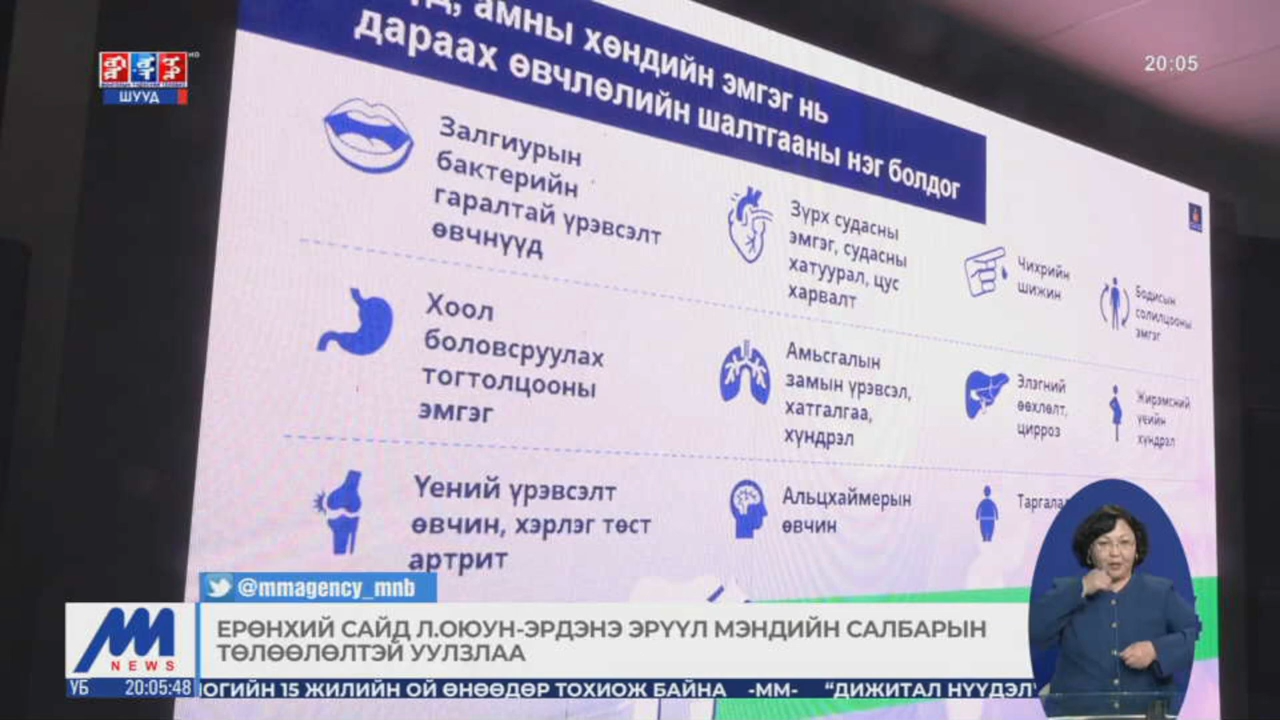 20:05
ШУУД
амны хөндийн эмгэг нь
дараах өвчлөлийн шалтгааны нэг болдог
Залгиурын
бактерийн
гаралтай үрэвсэлт
өвчнүүд
Зүрх судасны
эмгэг, судасны
хатуурал, цус
харвалт
Чихрийн
шижин
Бодисын
солилцооны
эмгэг
Хоол
боловсруулах
тогтолцооны
эмгэг
Амьсгалын
замын үрэвсэл,
хатгалгаа,
хүндрэл
Элэгний
өөхлөлт,
цирроз
Жирэмсний
үеийн
хүндрэл
Үений үрэвсэлт
өвчин, хэрлэг төст
артрит
Альцхаймерын
өвчин
@mmagency_mnb
ЕРӨНХИЙ САЙД Л.ОЮУН-ЭРДЭНЭ ЭРҮҮЛ МЭНДИЙН САЛБАРЫН
ТӨЛӨӨЛӨЛТЭЙ УУЛЗЛАА
MM
NEWS
УБ 20:05:48
15 ЖИЛИЙН ОЙ ӨНӨӨДӨР ТОХИОЖ БАЙНА -ММ- “ДИЖИТАЛ НҮҮДЭЛ